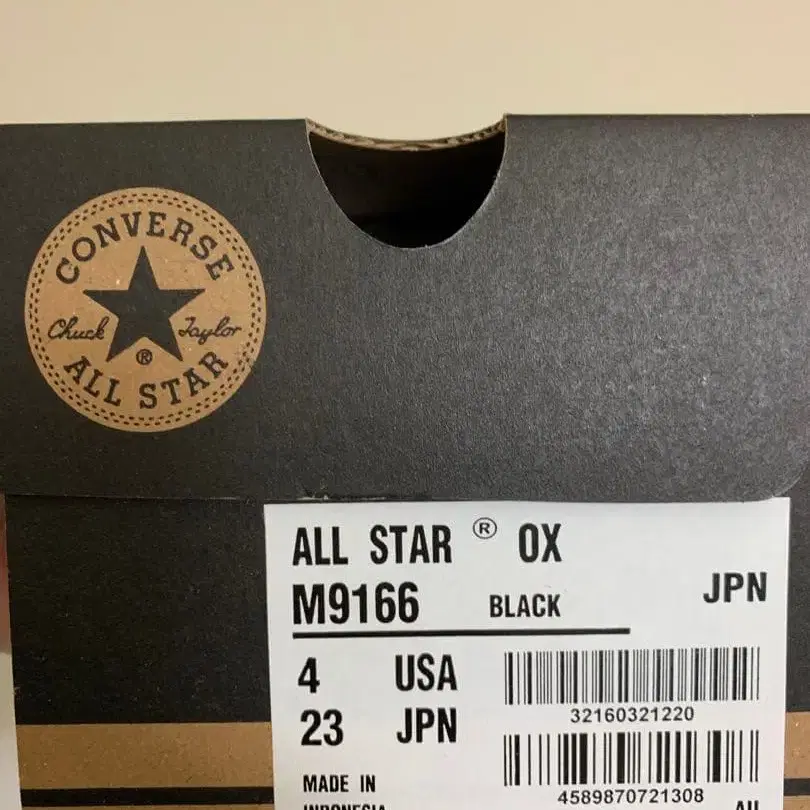 CONVERSE
Chuck Taylor
®
ALL STAR
ALL STAR ® OX
M9166 BLACK JPN
4 USA
23 JPN
32160321220
4589870721308
MADE IN
INDONESIA